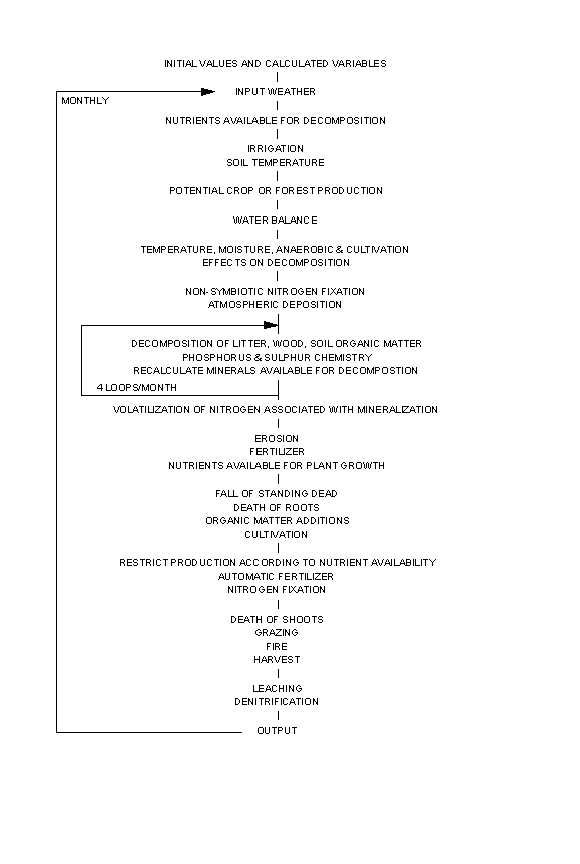 INITIAL VALUES AND CALCULATED VARIABLES
INPUT WEATHER
MONTHLY
NUTRIENTS AVAILABLE FOR DECOMPOSITION
IRRIGATION
SOIL TEMPERATURE
POTENTIAL CROP OR FOREST PRODUCTION
WATER BALANCE
TEMPERATURE, MOISTURE, ANAEROBIC & CULTIVATION
EFFECTS ON DECOMPOSITION
NON-SYMBIOTIC NITROGEN FIXATION
ATMOSPHERIC DEPOSITION
DECOMPOSITION OF LITTER, WOOD, SOIL ORGANIC MATTER
PHOSPHORUS & SULPHUR CHEMISTRY
RECALCULATE MINERALS AVAILABLE FOR DECOMPOSTION
4 LOOPS/MONTH
VOLATILIZATION OF NITROGEN ASSOCIATED WITH MINERALIZATION
EROSION
FERTILIZER
NUTRIENTS AVAILABLE FOR PLANT GROWTH
FALL OF STANDING DEAD
DEATH OF ROOTS
ORGANIC MATTER ADDITIONS
CULTIVATION
RESTRICT PRODUCTION ACCORDING TO NUTRIENT AVAILABILITY
AUTOMATIC FERTILIZER
NITROGEN FIXATION
DEATH OF SHOOTS
GRAZING
FIRE
HARVEST
LEACHING
DENITRIFICATION
OUTPUT